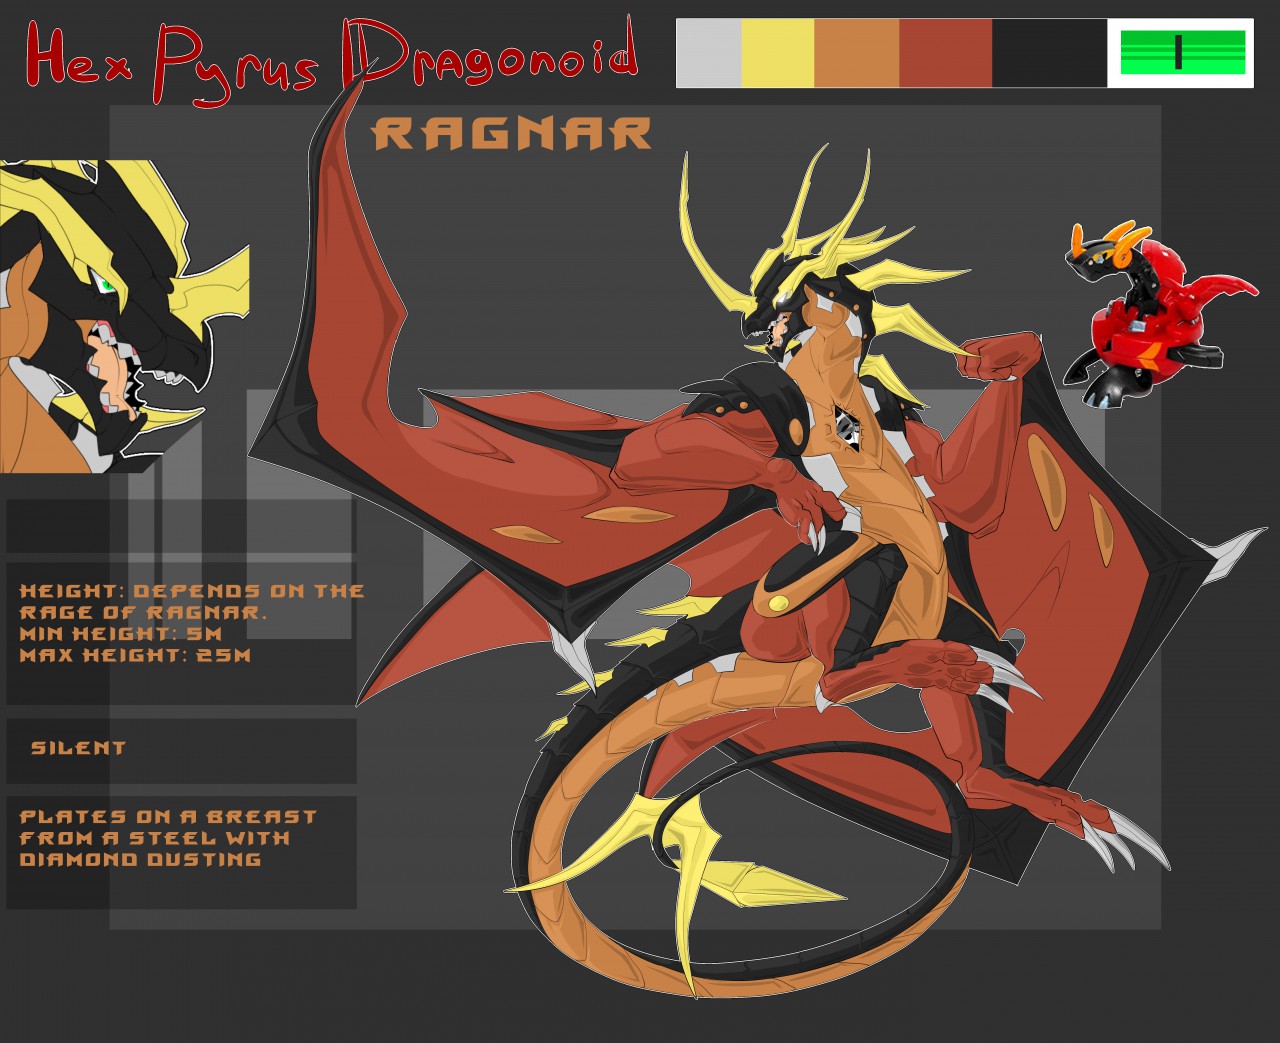 Hex Pyrus Dragonoid
RAGNAR
HEIGHT: DEPENDS ON THE
RAGE OF RAGNAR.
MIN HEIGHT: 5M
MAX HEIGHT: 25M
SILENT
PLATES ON A BREAST
FROM A STEEL WITH
DIAMOND DUSTING